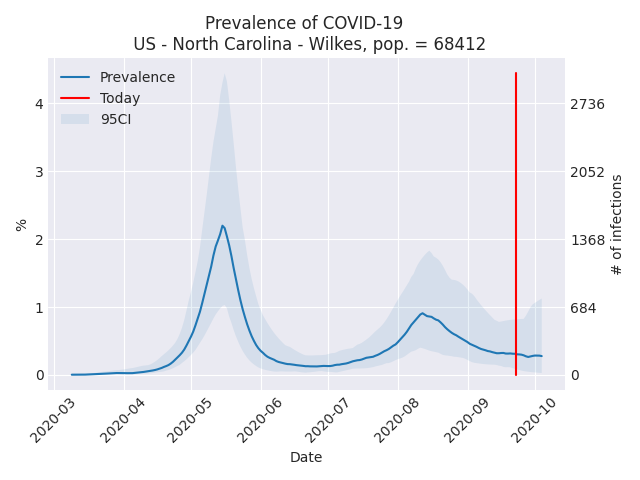 Prevalence of COVID-19
US - North Carolina - Wilkes, pop. = 68412
Prevalence
Today
95CI
%
4
3
2
1
0
2736
2052
1368
684
0
# of infections
2020-03
2020-04
2020-05
2020-06
2020-07
2020-08
2020-09
2020-10
Date